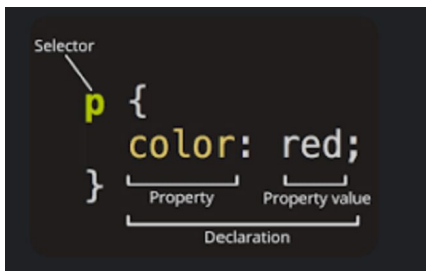 Selector
p {
color: red;
}
Property
Property value
Declaration